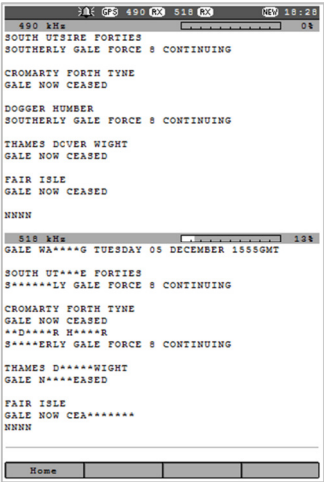 GPS 490 RX 518 RX NEW 18:28
490 kHz 0%
SOUTH UTSIRE FORTIES
SOUTHERLY GALE FORCE 8 CONTINUING
CROMARTY FORTH TYNE
GALE NOW CEASED
DOGGER HUMBER
SOUTHERLY GALE FORCE 8 CONTINUING
THAMES DOVER WIGHT
GALE NOW CEASED
FAIR ISLE
GALE NOW CEASED
NNNN
518 kHz 13%
GALE WA****G TUESDAY 05 DECEMBER 1555GMT
SOUTH UT***E FORTIES
S******LY GALE FORCE 8 CONTINUING
CROMARTY FORTH TYNE
GALE NOW CEASED
**D****R H****R
S****ERLY GALE FORCE 8 CONTINUING
THAMES D*****WIGHT
GALE N****EASED
FAIR ISLE
GALE NOW CEA*******
NNNN
Home